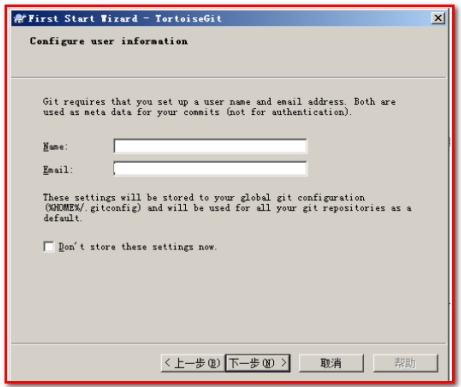 First Start Wizard - TortoiseGit
Configure user information
Git requires that you set up a user name and email address. Both are
used as meta data for your commits (not for authentication).
Name:
Email:
These settings will be stored to your global git configuration
(%HOME%/.gitconfig) and will be used for all your git repositories as a
default.
Don't store these settings now.
< 上一步(B) 下一步(N) > 取消 帮助